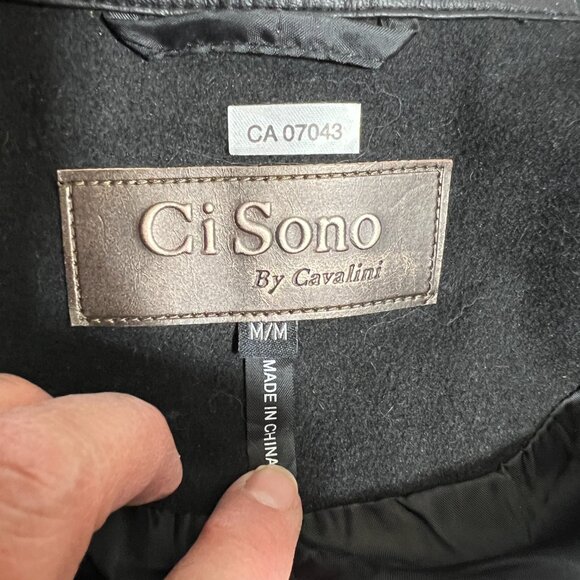 CA 07043
Ci Sono
By Cavalini
M/M
MADE IN CHINA